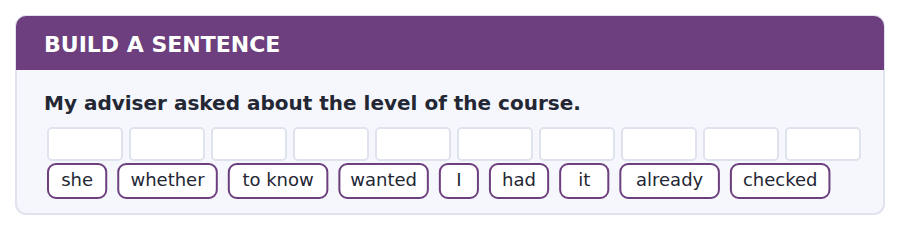 BUILD A SENTENCE
My adviser asked about the level of the course.
she whether to know wanted I had it already checked